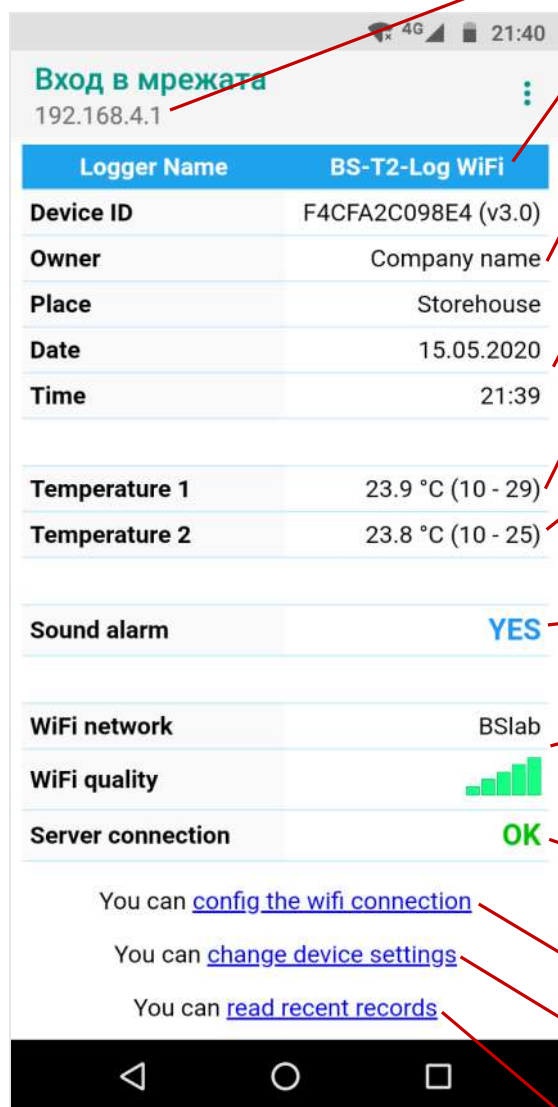 4G 21:40
Вход в мрежата
192.168.4.1
Logger Name BS-T2-Log WiFi
Device ID F4CFA2C098E4 (v3.0)
Owner Company name
Place Storehouse
Date 15.05.2020
Time 21:39
Temperature 1 23.9 °C (10 - 29)
Temperature 2 23.8 °C (10 - 25)
Sound alarm YES
WiFi network BSlab
WiFi quality
Server connection OK
You can config the wifi connection
You can change device settings
You can read recent records